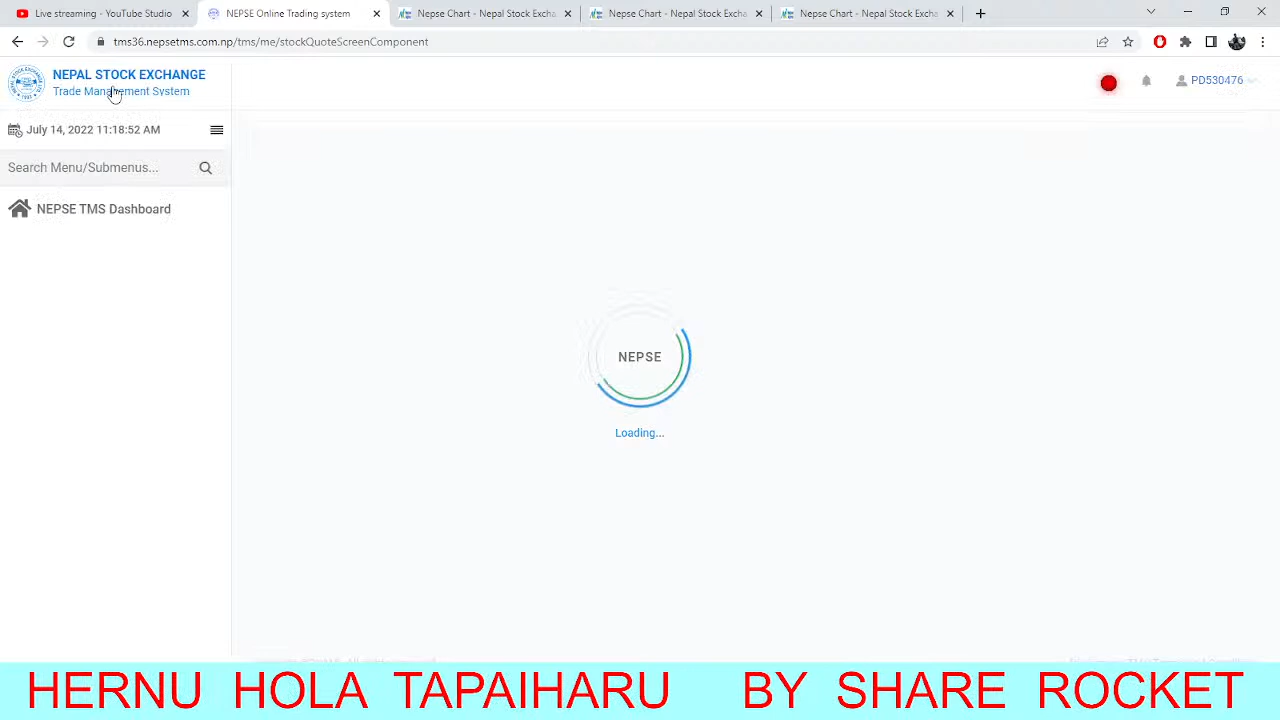 Live streaming - YouTube Studio
NEPSE Online Trading system
Nepse Chart - Nepal Stock Excha
Nepse Chart - Nepal Stock Excha
Nepse Chart - Nepal Stock Excha
tms36.nepsetms.com.np/tms/me/stockQuoteScreenComponent
NEPAL STOCK EXCHANGE
Trade Management System
PD530476
July 14, 2022 11:18:52 AM
Search Menu/Submenus...
NEPSE TMS Dashboard
NEPSE
Loading...
HERNU HOLA TAPAIHARU BY SHARE ROCKET